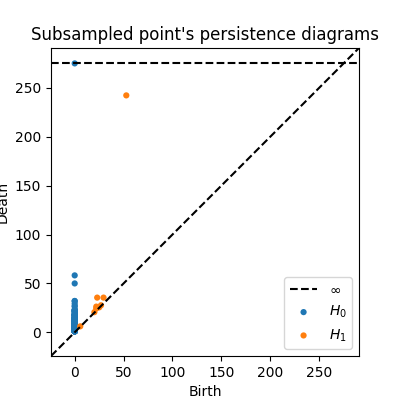 Subsampled point's persistence diagrams
250
200
150
100
50
0
Death
0 50 100 150 200 250
Birth
∞
H₀
H₁